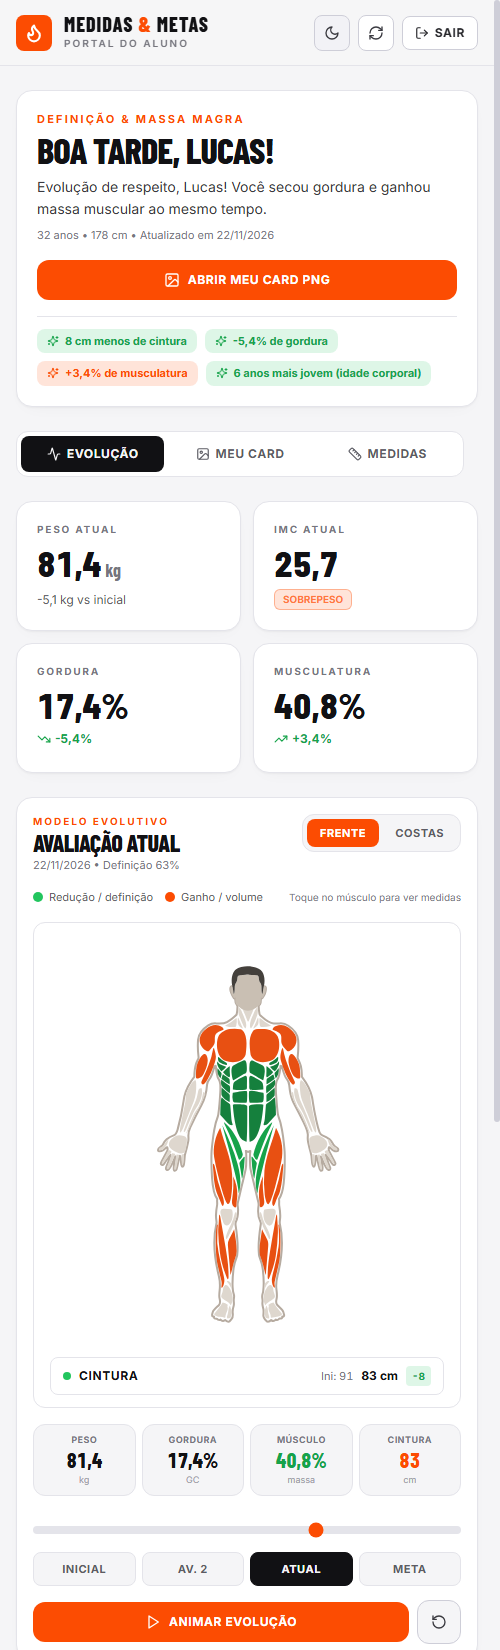 MEDIDAS & METAS
PORTAL DO ALUNO
SAIR
DEFINIÇÃO & MASSA MAGRA
BOA TARDE, LUCAS!
Evolução de respeito, Lucas! Você secou gordura e ganhou
massa muscular ao mesmo tempo.
32 anos • 178 cm • Atualizado em 22/11/2026
ABRIR MEU CARD PNG
8 cm menos de cintura
-5,4% de gordura
+3,4% de musculatura
6 anos mais jovem (idade corporal)
EVOLUÇÃO
MEU CARD
MEDIDAS
PESO ATUAL
81,4 kg
-5,1 kg vs inicial
IMC ATUAL
25,7
SOBREPESO
GORDURA
17,4%
-5,4%
MUSCULATURA
40,8%
+3,4%
MODELO EVOLUTIVO
AVALIAÇÃO ATUAL
22/11/2026 • Definição 63%
FRENTE
COSTAS
Redução / definição
Ganho / volume
Toque no músculo para ver medidas
CINTURA
Ini: 91 83 cm -8
PESO
81,4
kg
GORDURA
17,4%
GC
MÚSCULO
40,8%
massa
CINTURA
83
cm
INICIAL
AV. 2
ATUAL
META
ANIMAR EVOLUÇÃO